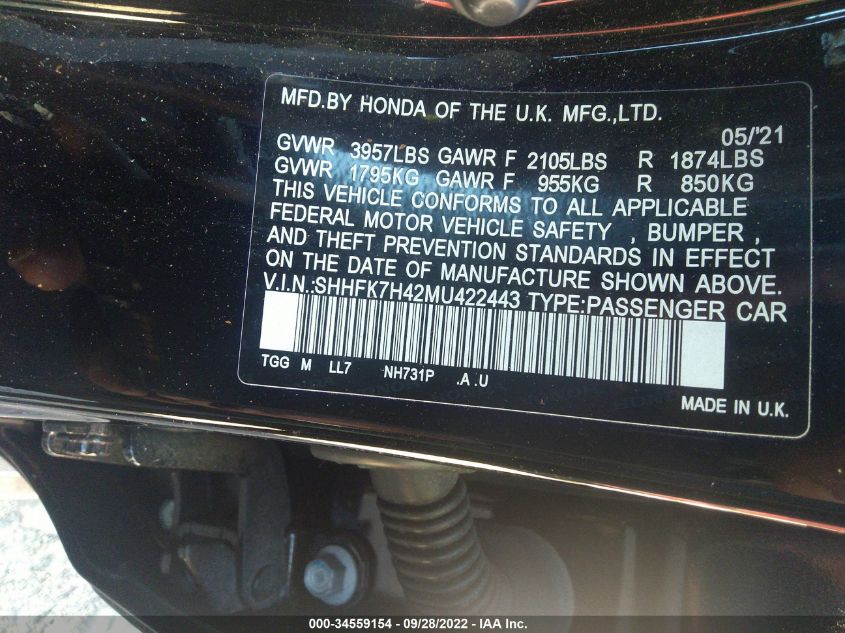 MFD.BY HONDA OF THE U.K. MFG.,LTD.
05/'21
GVWR 3957LBS GAWR F 2105LBS R 1874LBS
GVWR 1795KG GAWR F 955KG R 850KG
THIS VEHICLE CONFORMS TO ALL APPLICABLE
FEDERAL MOTOR VEHICLE SAFETY , BUMPER ,
AND THEFT PREVENTION STANDARDS IN EFFECT
ON THE DATE OF MANUFACTURE SHOWN ABOVE.
V.I.N.:SHHFK7H42MU422443 TYPE:PASSENGER CAR
TGG M LL7 NH731P .A .U
MADE IN U.K.
000-34559154 - 09/28/2022 - IAA Inc.